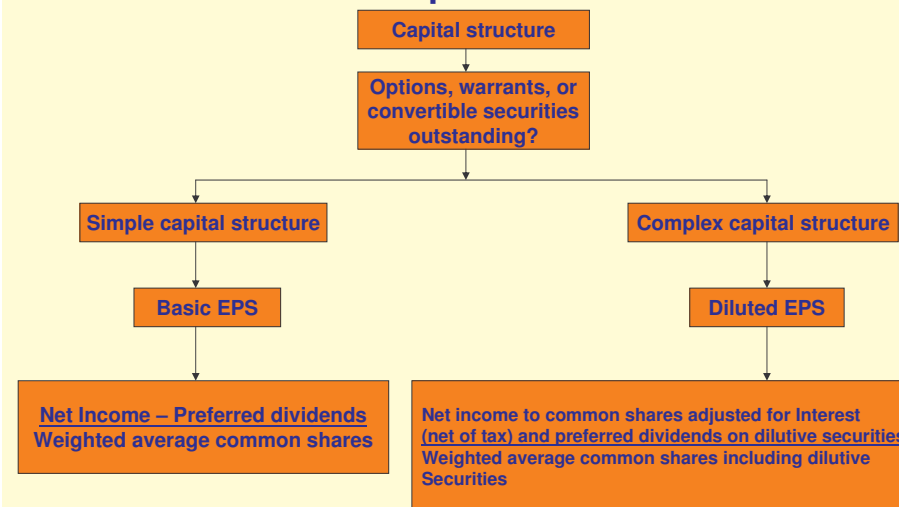 Capital structure
Options, warrants, or
convertible securities
outstanding?
Simple capital structure
Complex capital structure
Basic EPS
Diluted EPS
Net Income – Preferred dividends
Weighted average common shares
Net income to common shares adjusted for Interest
(net of tax) and preferred dividends on dilutive securities
Weighted average common shares including dilutive
Securities